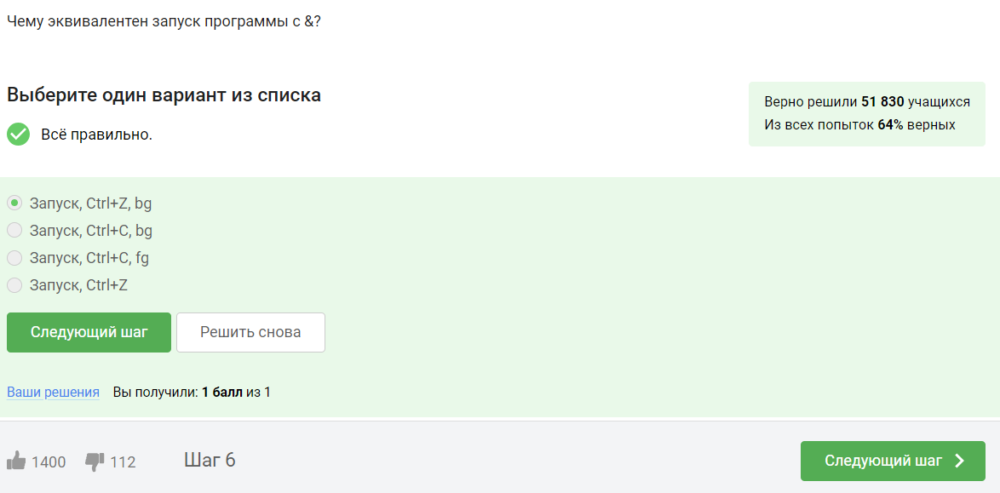 Чему эквивалентен запуск программы с &?
Выберите один вариант из списка
Всё правильно.
Верно решили 51 830 учащихся
Из всех попыток 64% верных
Запуск, Ctrl+Z, bg
Запуск, Ctrl+C, bg
Запуск, Ctrl+C, fg
Запуск, Ctrl+Z
Следующий шаг
Решить снова
Ваши решения Вы получили: 1 балл из 1
1400 112 Шаг 6
Следующий шаг